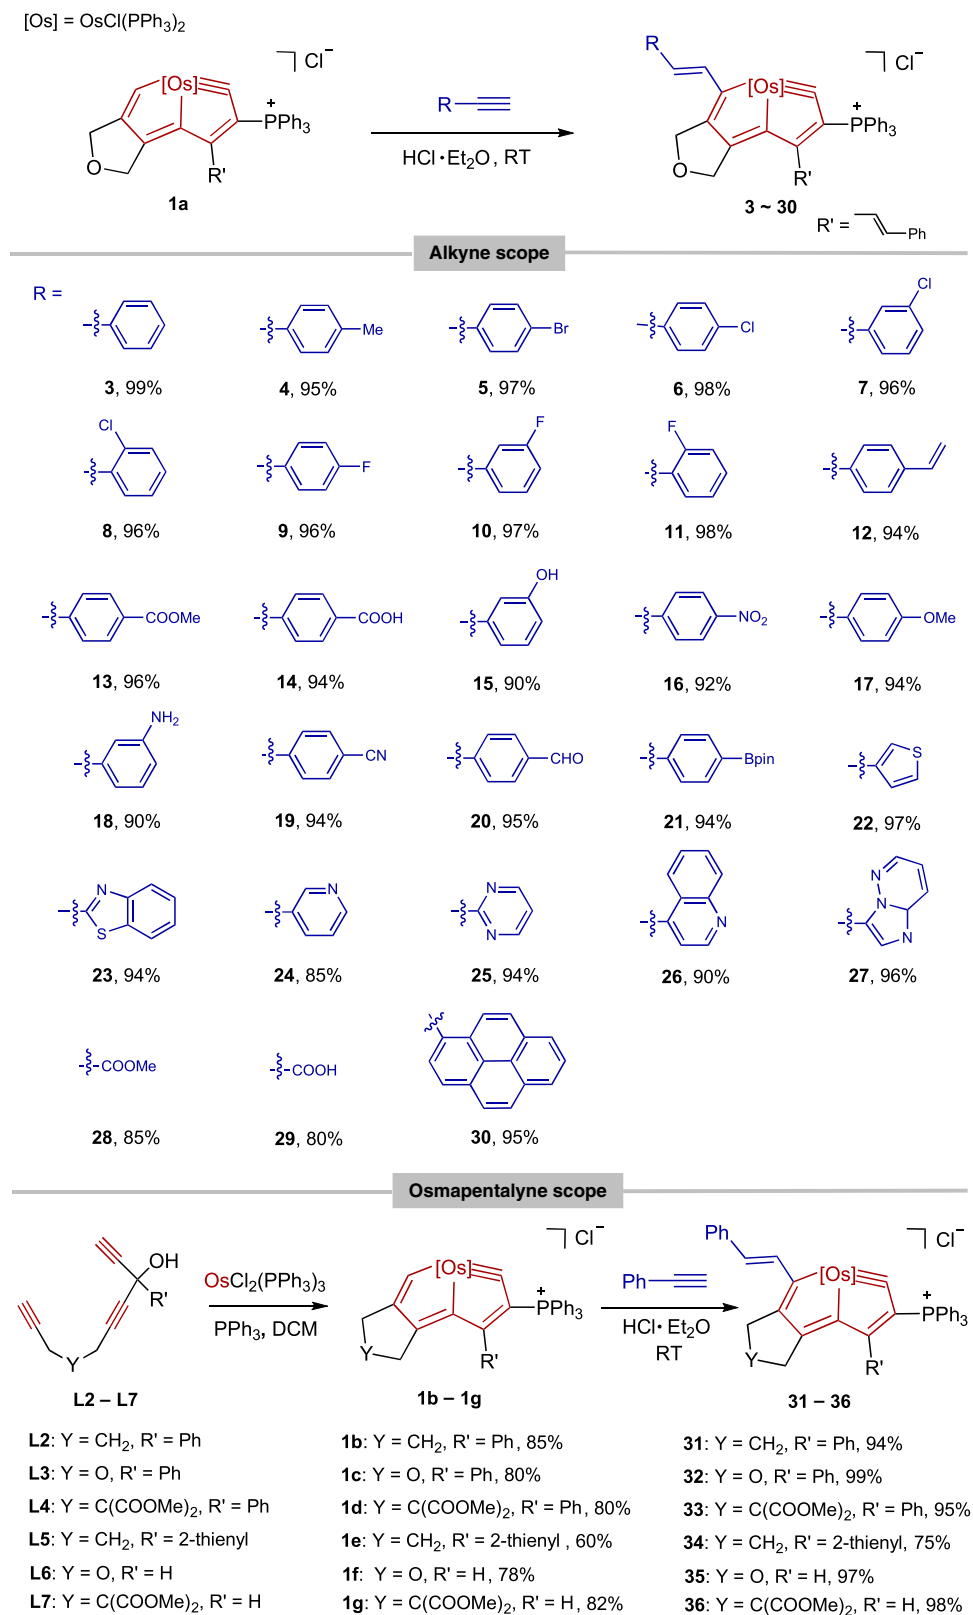 [Os] = OsCl(PPh3)2
[Os] Cl− PPh3 + O R' 1a
R HCl·Et2O, RT
R [Os] Cl− PPh3 + O R' 3 ~ 30
R' = Ph
Alkyne scope
R =
Me Br Cl Cl
3, 99% 4, 95% 5, 97% 6, 98% 7, 96%
Cl F F F
8, 96% 9, 96% 10, 97% 11, 98% 12, 94%
COOMe COOH OH NO2 OMe
13, 96% 14, 94% 15, 90% 16, 92% 17, 94%
NH2 CN CHO Bpin S
18, 90% 19, 94% 20, 95% 21, 94% 22, 97%
N S N N N N N N N
23, 94% 24, 85% 25, 94% 26, 90% 27, 96%
COOMe COOH
28, 85% 29, 80% 30, 95%
Osmapentalyne scope
OH R' Y
OsCl2(PPh3)3
PPh3, DCM
[Os] Cl− PPh3 + Y R'
Ph
HCl· Et2O
RT
Ph [Os] Cl− PPh3 + Y R'
L2 – L7 1b – 1g 31 – 36
L2: Y = CH2, R' = Ph 1b: Y = CH2, R' = Ph, 85% 31: Y = CH2, R' = Ph, 94%
L3: Y = O, R' = Ph 1c: Y = O, R' = Ph, 80% 32: Y = O, R' = Ph, 99%
L4: Y = C(COOMe)2, R' = Ph 1d: Y = C(COOMe)2, R' = Ph, 80% 33: Y = C(COOMe)2, R' = Ph, 95%
L5: Y = CH2, R' = 2-thienyl 1e: Y = CH2, R' = 2-thienyl , 60% 34: Y = CH2, R' = 2-thienyl, 75%
L6: Y = O, R' = H 1f: Y = O, R' = H, 78% 35: Y = O, R' = H, 97%
L7: Y = C(COOMe)2, R' = H 1g: Y = C(COOMe)2, R' = H, 82% 36: Y = C(COOMe)2, R' = H, 98%